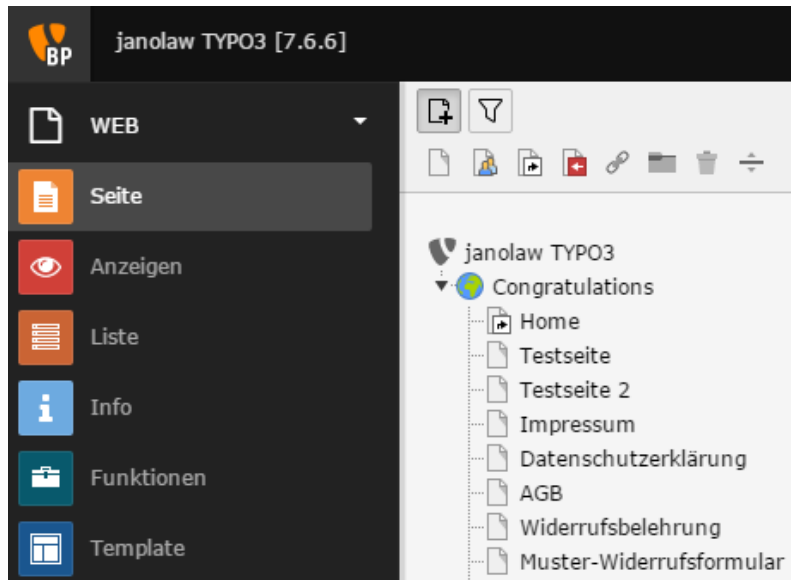 BP
janolaw TYPO3 [7.6.6]
WEB
Seite
Anzeigen
Liste
Info
Funktionen
Template
janolaw TYPO3
Congratulations
Home
Testseite
Testseite 2
Impressum
Datenschutzerklärung
AGB
Widerrufsbelehrung
Muster-Widerrufsformular